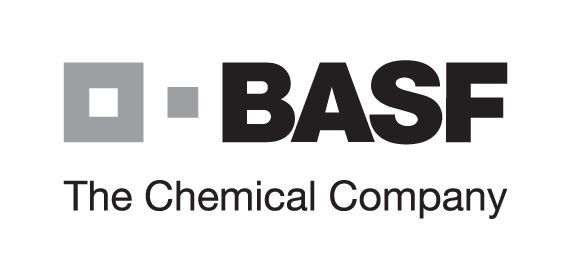 BASF
The Chemical Company